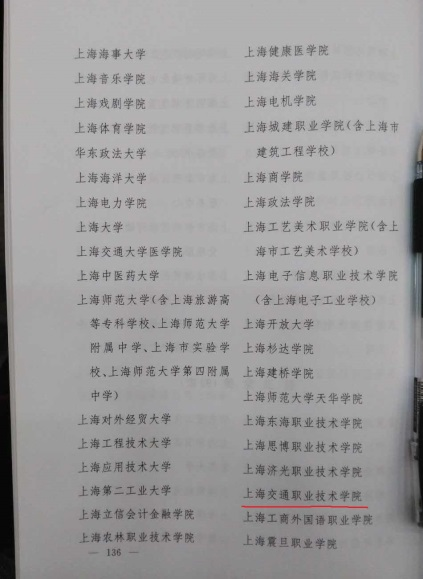 上海海事大学
上海音乐学院
上海戏剧学院
上海体育学院
华东政法大学
上海海洋大学
上海电力学院
上海大学
上海交通大学医学院
上海中医药大学
上海师范大学(含上海旅游高
等专科学校、上海师范大学
附属中学、上海市实验学
校、上海师范大学第四附属
中学)
上海对外经贸大学
上海工程技术大学
上海应用技术大学
上海第二工业大学
上海立信会计金融学院
上海农林职业技术学院
— 136
上海健康医学院
上海海关学院
上海电机学院
上海城建职业学院(含上海市
建筑工程学校)
上海商学院
上海政法学院
上海工艺美术职业学院(含上
海市工艺美术学校)
上海电子信息职业技术学院
(含上海电子工业学校)
上海开放大学
上海杉达学院
上海建桥学院
上海师范大学天华学院
上海东海职业技术学院
上海思博职业技术学院
上海济光职业技术学院
上海交通职业技术学院
上海工商外国语职业学院
上海震旦职业学院